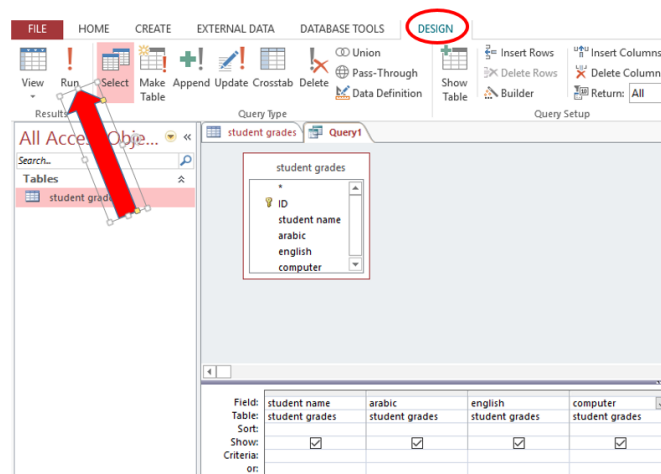 FILE HOME CREATE EXTERNAL DATA DATABASE TOOLS DESIGN
View Run Select Make Table Append Update Crosstab Delete
Union
Pass-Through
Data Definition
Show Table
Insert Rows
Delete Rows
Builder
Insert Columns
Delete Column
Return: All
Results Query Type Query Setup
All Access Obje... «
Search...
Tables
student grades
student grades Query1
student grades
*
ID
student name
arabic
english
computer
Field: student name arabic english computer
Table: student grades student grades student grades student grades
Sort:
Show:
Criteria:
or: